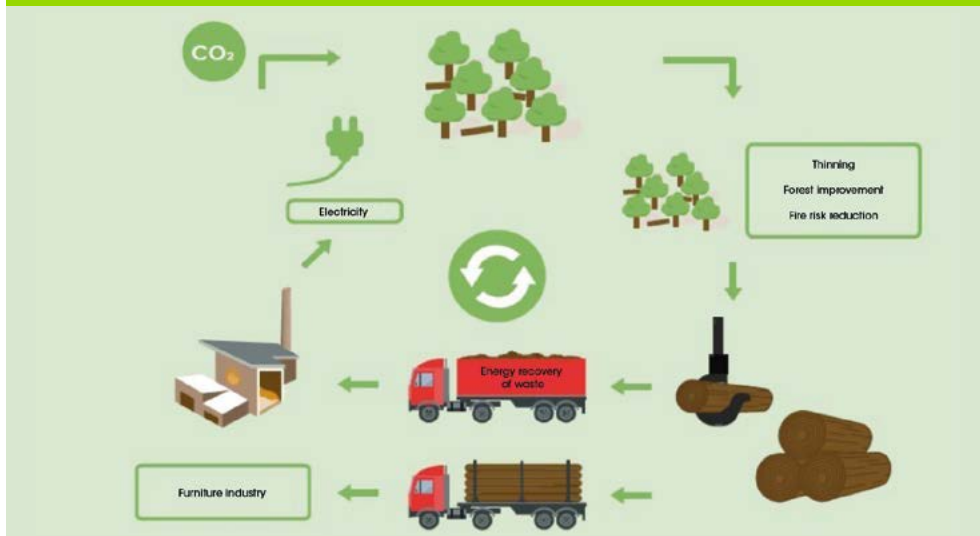 CO₂
Thinning
Forest improvement
Fire risk reduction
Electricity
Energy recovery
of waste
Furniture industry